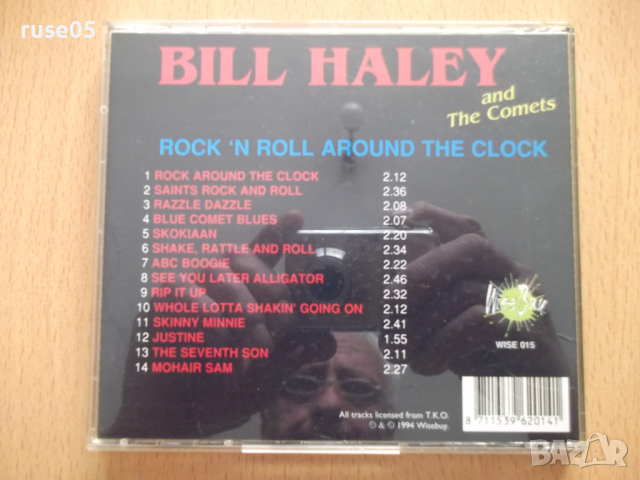 ruse05
BILL HALEY
and
The Comets
ROCK 'N ROLL AROUND THE CLOCK
1 ROCK AROUND THE CLOCK 2.12
2 SAINTS ROCK AND ROLL 2.36
3 RAZZLE DAZZLE 2.08
4 BLUE COMET BLUES 2.07
5 SKOKIAAN 2.20
6 SHAKE, RATTLE AND ROLL 2.34
7 ABC BOOGIE 2.22
8 SEE YOU LATER ALLIGATOR 2.46
9 RIP IT UP 2.32
10 WHOLE LOTTA SHAKIN' GOING ON 2.12
11 SKINNY MINNIE 2.41
12 JUSTINE 1.55
13 THE SEVENTH SON 2.11
14 MOHAIR SAM 2.27
Wise Buy
WISE 015
All tracks licensed from T.K.O.
℗ & © 1994 Wisebuy.
8 711539 620141
BAZAR
bg